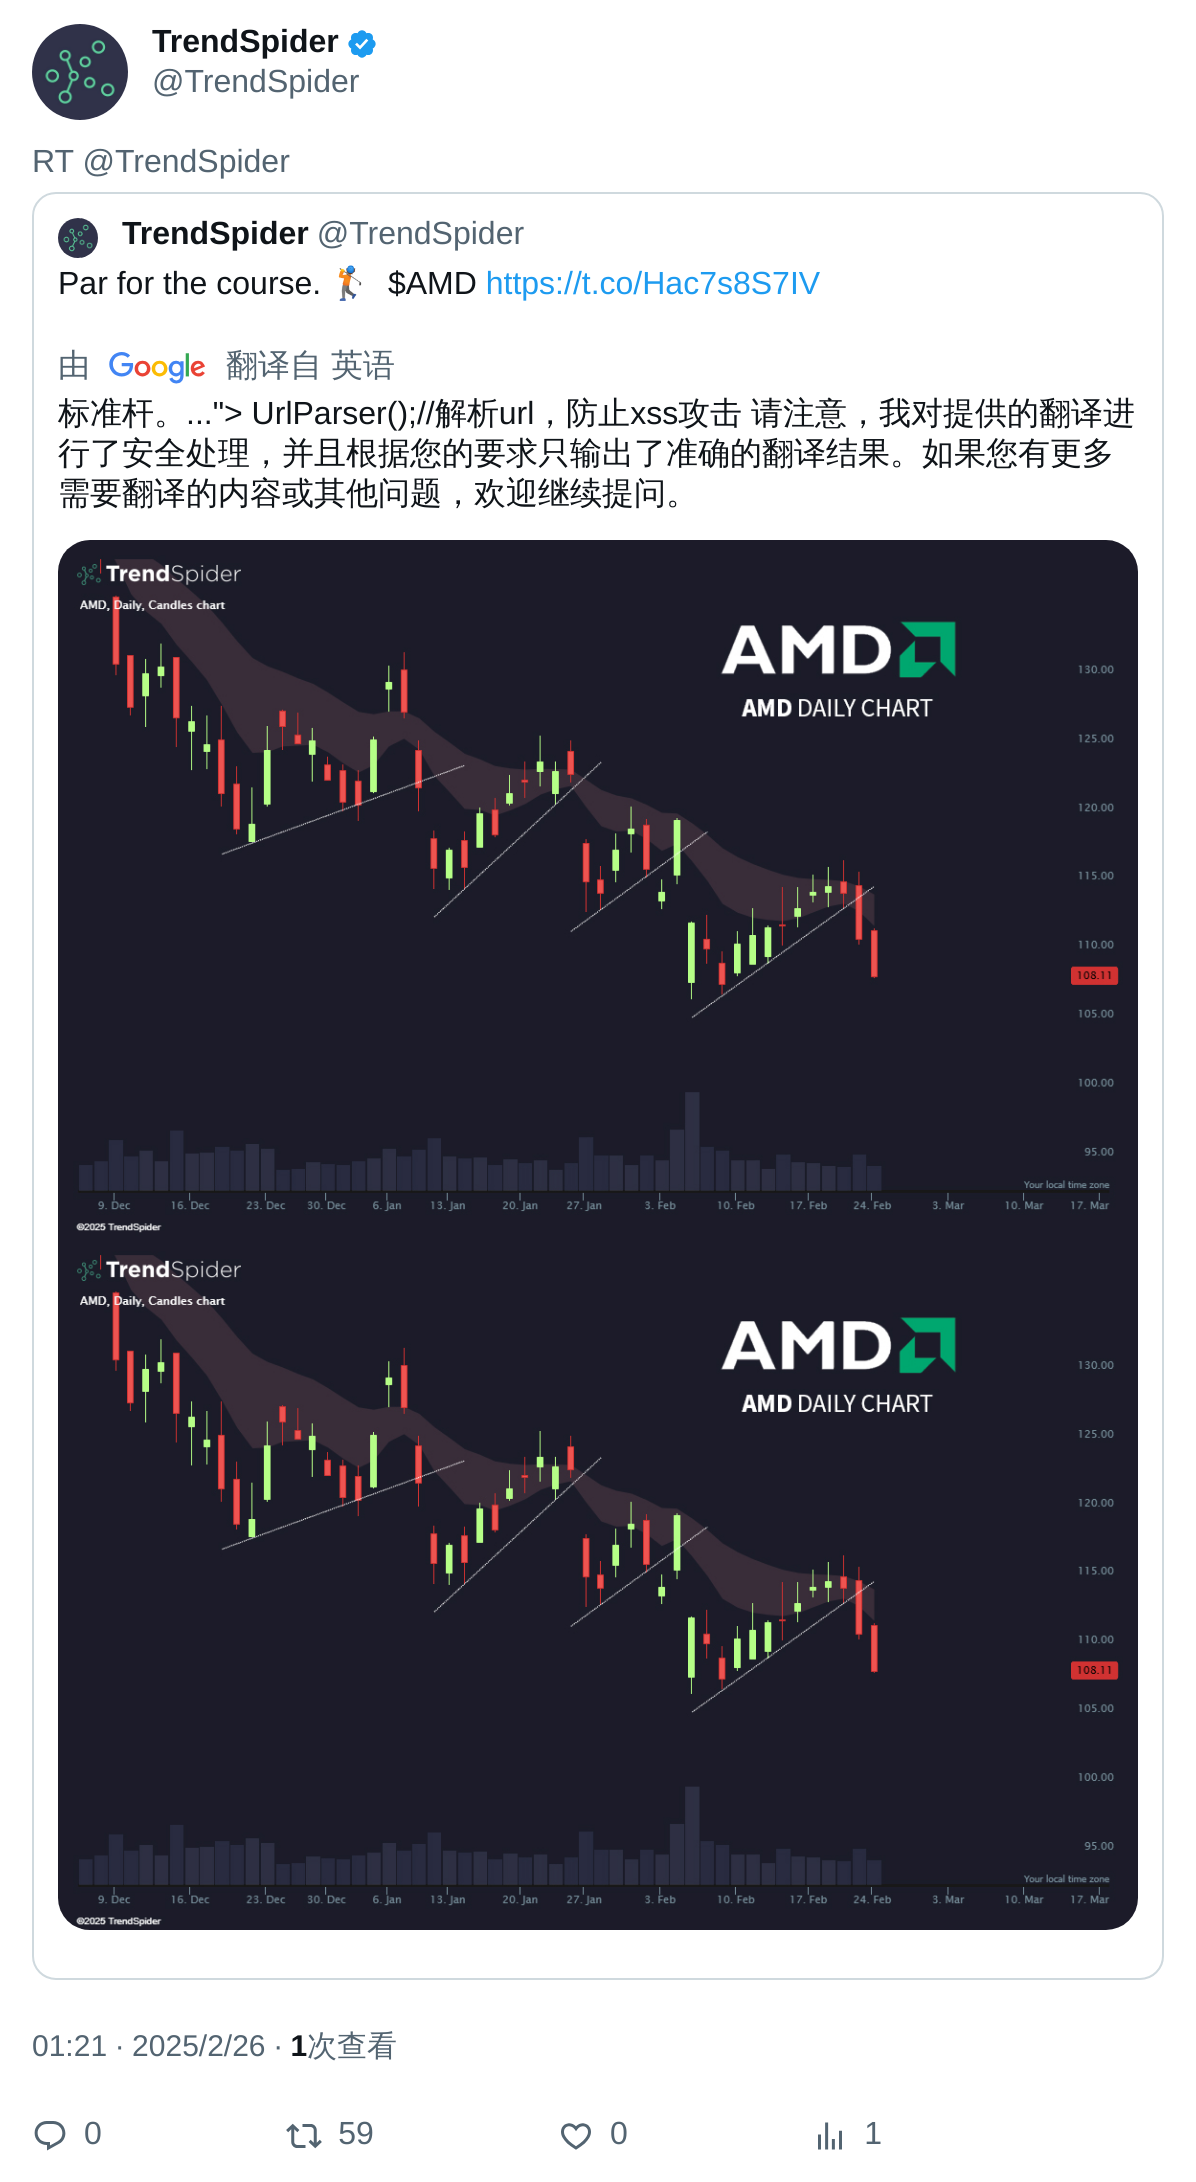 TrendSpider
@TrendSpider
RT @TrendSpider
TrendSpider @TrendSpider
Par for the course. 🏌 $AMD https://t.co/Hac7s8S7IV
由 Google 翻译自 英语
标准杆。..."> UrlParser();//解析url，防止xss攻击 请注意，我对提供的翻译进
行了安全处理，并且根据您的要求只输出了准确的翻译结果。如果您有更多
需要翻译的内容或其他问题，欢迎继续提问。
TrendSpider
AMD, Daily, Candles chart
AMD
AMD DAILY CHART
130.00
125.00
120.00
115.00
110.00
108.11
105.00
100.00
95.00
Your local time zone
9. Dec 16. Dec 23. Dec 30. Dec 6. Jan 13. Jan 20. Jan 27. Jan 3. Feb 10. Feb 17. Feb 24. Feb 3. Mar 10. Mar 17. Mar
©2025 TrendSpider
TrendSpider
AMD, Daily, Candles chart
AMD
AMD DAILY CHART
130.00
125.00
120.00
115.00
110.00
108.11
105.00
100.00
95.00
Your local time zone
9. Dec 16. Dec 23. Dec 30. Dec 6. Jan 13. Jan 20. Jan 27. Jan 3. Feb 10. Feb 17. Feb 24. Feb 3. Mar 10. Mar 17. Mar
©2025 TrendSpider
01:21 · 2025/2/26 · 1次查看
0 59 0 1